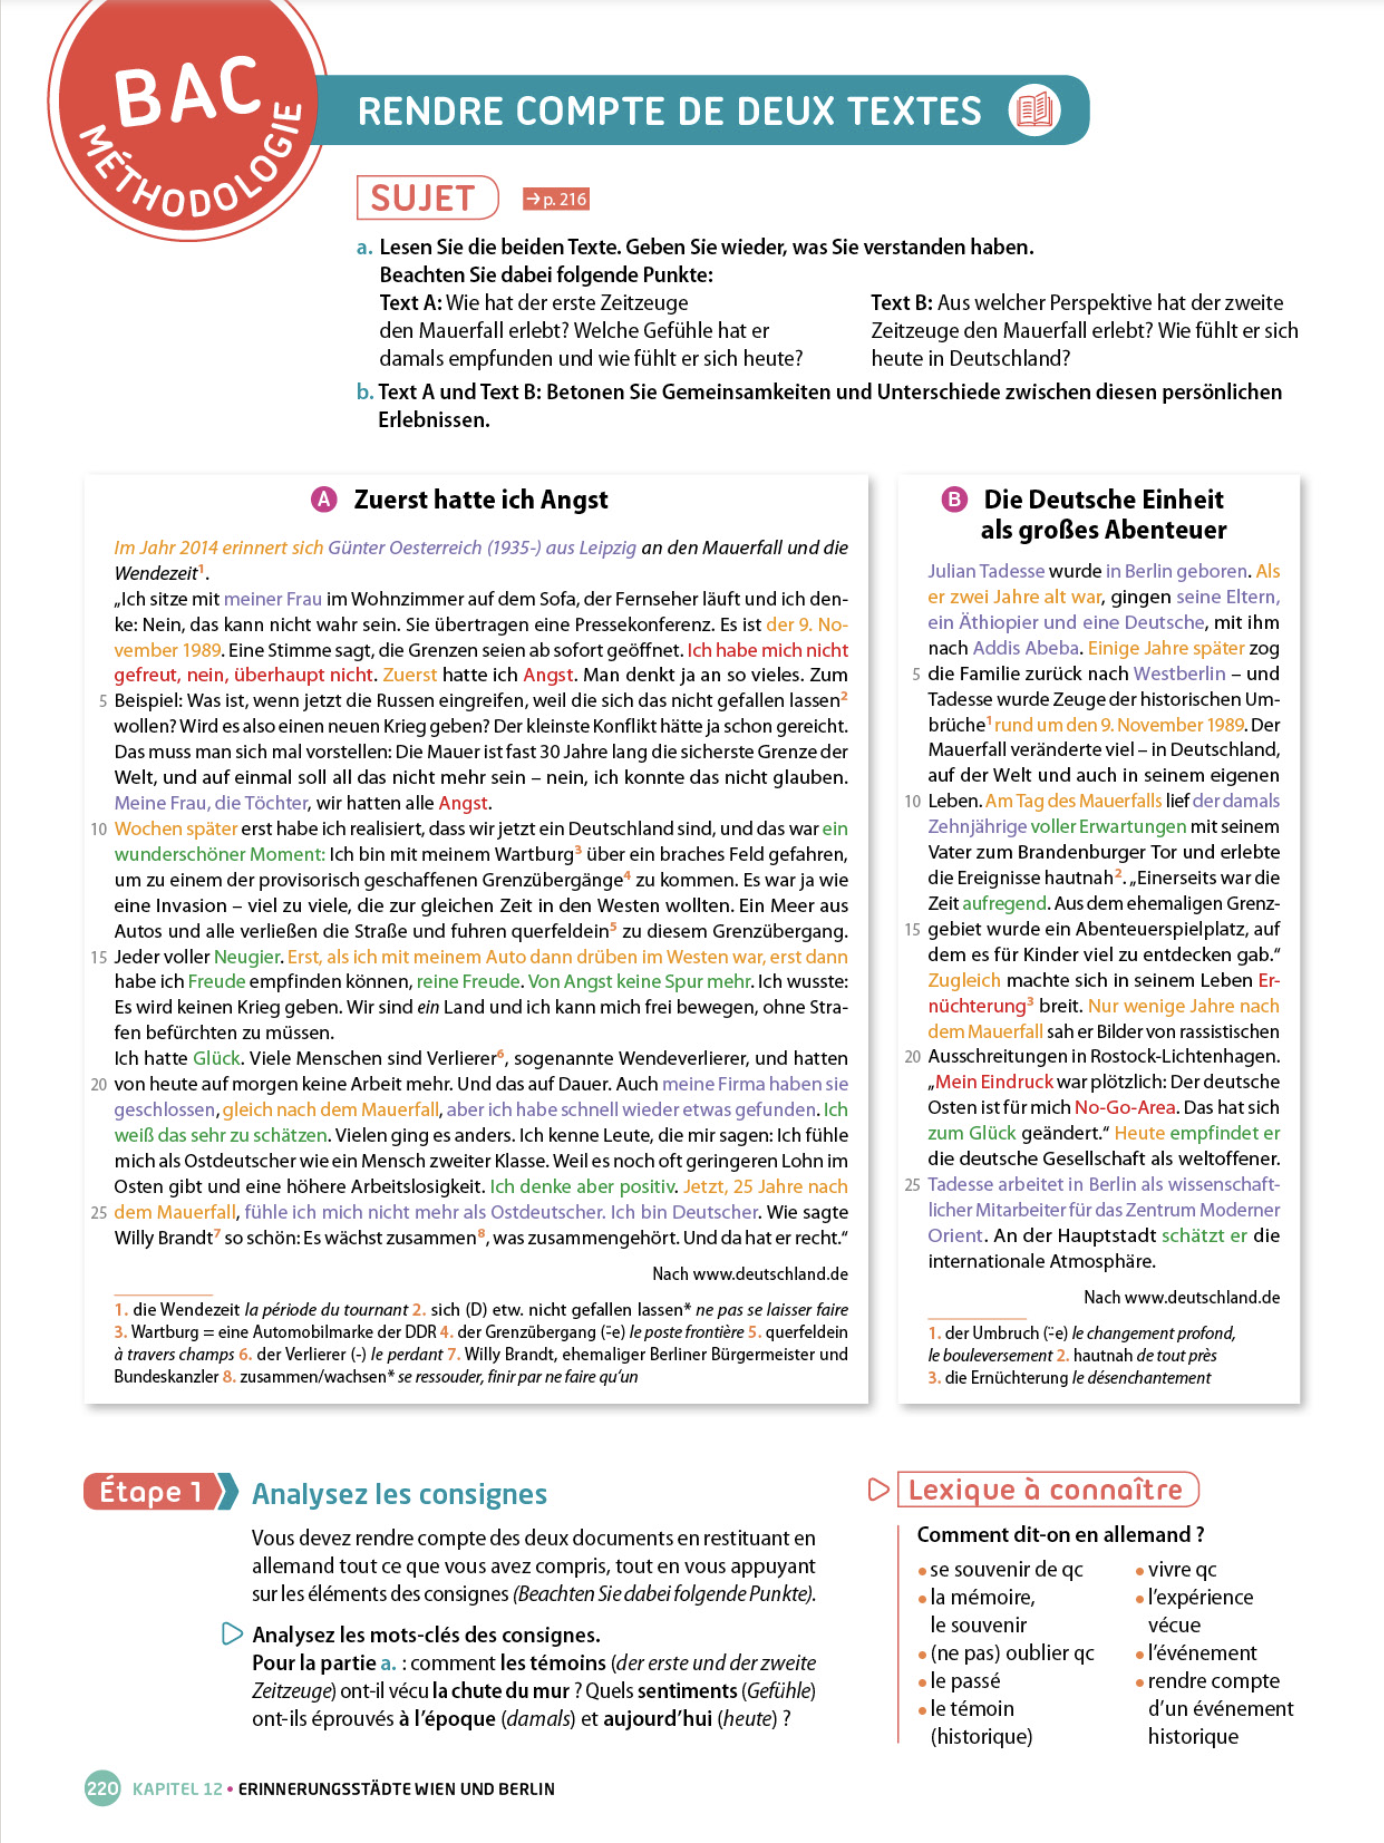 BAC
MÉTHODOLOGIE
RENDRE COMPTE DE DEUX TEXTES
SUJET
→ p. 216
a. Lesen Sie die beiden Texte. Geben Sie wieder, was Sie verstanden haben.
Beachten Sie dabei folgende Punkte:
Text A: Wie hat der erste Zeitzeuge
den Mauerfall erlebt? Welche Gefühle hat er
damals empfunden und wie fühlt er sich heute?
Text B: Aus welcher Perspektive hat der zweite
Zeitzeuge den Mauerfall erlebt? Wie fühlt er sich
heute in Deutschland?
b. Text A und Text B: Betonen Sie Gemeinsamkeiten und Unterschiede zwischen diesen persönlichen
Erlebnissen.
A Zuerst hatte ich Angst
Im Jahr 2014 erinnert sich Günter Oesterreich (1935-) aus Leipzig an den Mauerfall und die
Wendezeit¹.
„Ich sitze mit meiner Frau im Wohnzimmer auf dem Sofa, der Fernseher läuft und ich den-
ke: Nein, das kann nicht wahr sein. Sie übertragen eine Pressekonferenz. Es ist der 9. No-
vember 1989. Eine Stimme sagt, die Grenzen seien ab sofort geöffnet. Ich habe mich nicht
gefreut, nein, überhaupt nicht. Zuerst hatte ich Angst. Man denkt ja an so vieles. Zum
5 Beispiel: Was ist, wenn jetzt die Russen eingreifen, weil die sich das nicht gefallen lassen²
wollen? Wird es also einen neuen Krieg geben? Der kleinste Konflikt hätte ja schon gereicht.
Das muss man sich mal vorstellen: Die Mauer ist fast 30 Jahre lang die sicherste Grenze der
Welt, und auf einmal soll all das nicht mehr sein – nein, ich konnte das nicht glauben.
Meine Frau, die Töchter, wir hatten alle Angst.
10 Wochen später erst habe ich realisiert, dass wir jetzt ein Deutschland sind, und das war ein
wunderschöner Moment: Ich bin mit meinem Wartburg³ über ein braches Feld gefahren,
um zu einem der provisorisch geschaffenen Grenzübergänge⁴ zu kommen. Es war ja wie
eine Invasion – viel zu viele, die zur gleichen Zeit in den Westen wollten. Ein Meer aus
Autos und alle verließen die Straße und fuhren querfeldein⁵ zu diesem Grenzübergang.
15 Jeder voller Neugier. Erst, als ich mit meinem Auto dann drüben im Westen war, erst dann
habe ich Freude empfinden können, reine Freude. Von Angst keine Spur mehr. Ich wusste:
Es wird keinen Krieg geben. Wir sind ein Land und ich kann mich frei bewegen, ohne Stra-
fen befürchten zu müssen.
Ich hatte Glück. Viele Menschen sind Verlierer⁶, sogenannte Wendeverlierer, und hatten
20 von heute auf morgen keine Arbeit mehr. Und das auf Dauer. Auch meine Firma haben sie
geschlossen, gleich nach dem Mauerfall, aber ich habe schnell wieder etwas gefunden. Ich
weiß das sehr zu schätzen. Vielen ging es anders. Ich kenne Leute, die mir sagen: Ich fühle
mich als Ostdeutscher wie ein Mensch zweiter Klasse. Weil es noch oft geringeren Lohn im
Osten gibt und eine höhere Arbeitslosigkeit. Ich denke aber positiv. Jetzt, 25 Jahre nach
25 dem Mauerfall, fühle ich mich nicht mehr als Ostdeutscher. Ich bin Deutscher. Wie sagte
Willy Brandt⁷ so schön: Es wächst zusammen⁸, was zusammengehört. Und da hat er recht.“
Nach www.deutschland.de
1. die Wendezeit la période du tournant 2. sich (D) etw. nicht gefallen lassen* ne pas se laisser faire
3. Wartburg = eine Automobilmarke der DDR 4. der Grenzübergang (¨e) le poste frontière 5. querfeldein
à travers champs 6. der Verlierer (-) le perdant 7. Willy Brandt, ehemaliger Berliner Bürgermeister und
Bundeskanzler 8. zusammen/wachsen* se ressouder, finir par ne faire qu’un
B Die Deutsche Einheit
als großes Abenteuer
Julian Tadesse wurde in Berlin geboren. Als
er zwei Jahre alt war, gingen seine Eltern,
ein Äthiopier und eine Deutsche, mit ihm
nach Addis Abeba. Einige Jahre später zog
5 die Familie zurück nach Westberlin – und
Tadesse wurde Zeuge der historischen Um-
brüche¹ rund um den 9. November 1989. Der
Mauerfall veränderte viel – in Deutschland,
auf der Welt und auch in seinem eigenen
10 Leben. Am Tag des Mauerfalls lief der damals
Zehnjährige voller Erwartungen mit seinem
Vater zum Brandenburger Tor und erlebte
die Ereignisse hautnah². „Einerseits war die
Zeit aufregend. Aus dem ehemaligen Grenz-
15 gebiet wurde ein Abenteuerspielplatz, auf
dem es für Kinder viel zu entdecken gab.“
Zugleich machte sich in seinem Leben Er-
nüchterung³ breit. Nur wenige Jahre nach
dem Mauerfall sah er Bilder von rassistischen
20 Ausschreitungen in Rostock-Lichtenhagen.
„Mein Eindruck war plötzlich: Der deutsche
Osten ist für mich No-Go-Area. Das hat sich
zum Glück geändert.“ Heute empfindet er
die deutsche Gesellschaft als weltoffener.
25 Tadesse arbeitet in Berlin als wissenschaft-
licher Mitarbeiter für das Zentrum Moderner
Orient. An der Hauptstadt schätzt er die
internationale Atmosphäre.
Nach www.deutschland.de
1. der Umbruch (¨e) le changement profond,
le bouleversement 2. hautnah de tout près
3. die Ernüchterung le désenchantement
Étape 1 Analysez les consignes
Vous devez rendre compte des deux documents en restituant en
allemand tout ce que vous avez compris, tout en vous appuyant
sur les éléments des consignes (Beachten Sie dabei folgende Punkte).
Analysez les mots-clés des consignes.
Pour la partie a. : comment les témoins (der erste und der zweite
Zeitzeuge) ont-il vécu la chute du mur ? Quels sentiments (Gefühle)
ont-ils éprouvés à l’époque (damals) et aujourd’hui (heute) ?
Lexique à connaître
Comment dit-on en allemand ?
• se souvenir de qc
• la mémoire,
le souvenir
• (ne pas) oublier qc
• le passé
• le témoin
(historique)
• vivre qc
• l’expérience
vécue
• l’événement
• rendre compte
d’un événement
historique
220 KAPITEL 12 • ERINNERUNGSSTÄDTE WIEN UND BERLIN